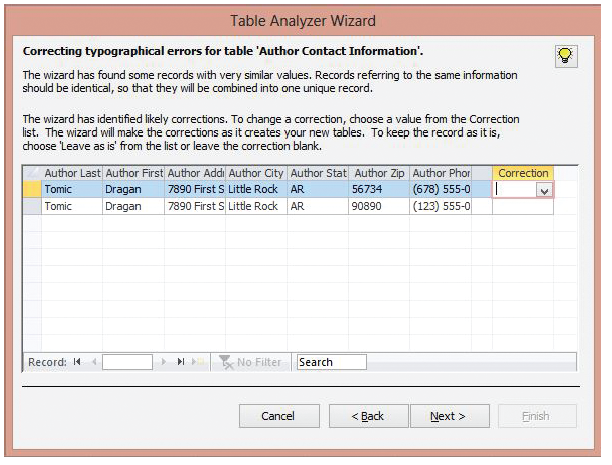 Table Analyzer Wizard
Correcting typographical errors for table 'Author Contact Information'.
The wizard has found some records with very similar values. Records referring to the same information
should be identical, so that they will be combined into one unique record.
The wizard has identified likely corrections. To change a correction, choose a value from the Correction
list. The wizard will make the corrections as it creates your new tables. To keep the record as it is,
choose 'Leave as is' from the list or leave the correction blank.
Author Last Author First Author Addr Author City Author Stat Author Zip Author Phor Correction
Tomic Dragan 7890 First S Little Rock AR 56734 (678) 555-0
Tomic Dragan 7890 First S Little Rock AR 90890 (123) 555-0
Record: No Filter Search
Cancel < Back Next > Finish